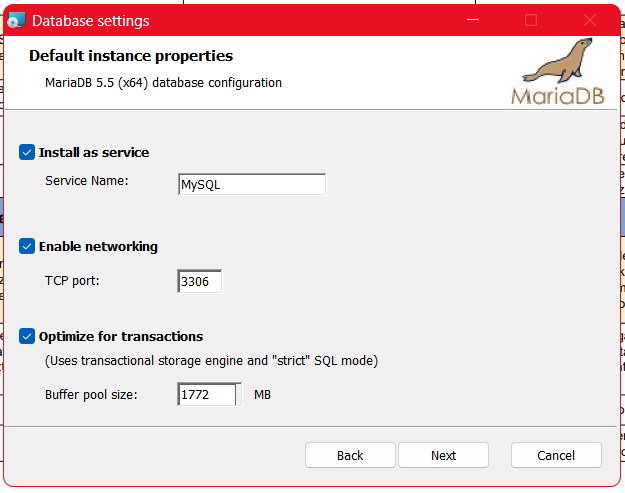 Database settings
Default instance properties
MariaDB 5.5 (x64) database configuration
MariaDB
Install as service
Service Name:
MySQL
Enable networking
TCP port:
3306
Optimize for transactions
(Uses transactional storage engine and "strict" SQL mode)
Buffer pool size:
1772
MB
Back
Next
Cancel